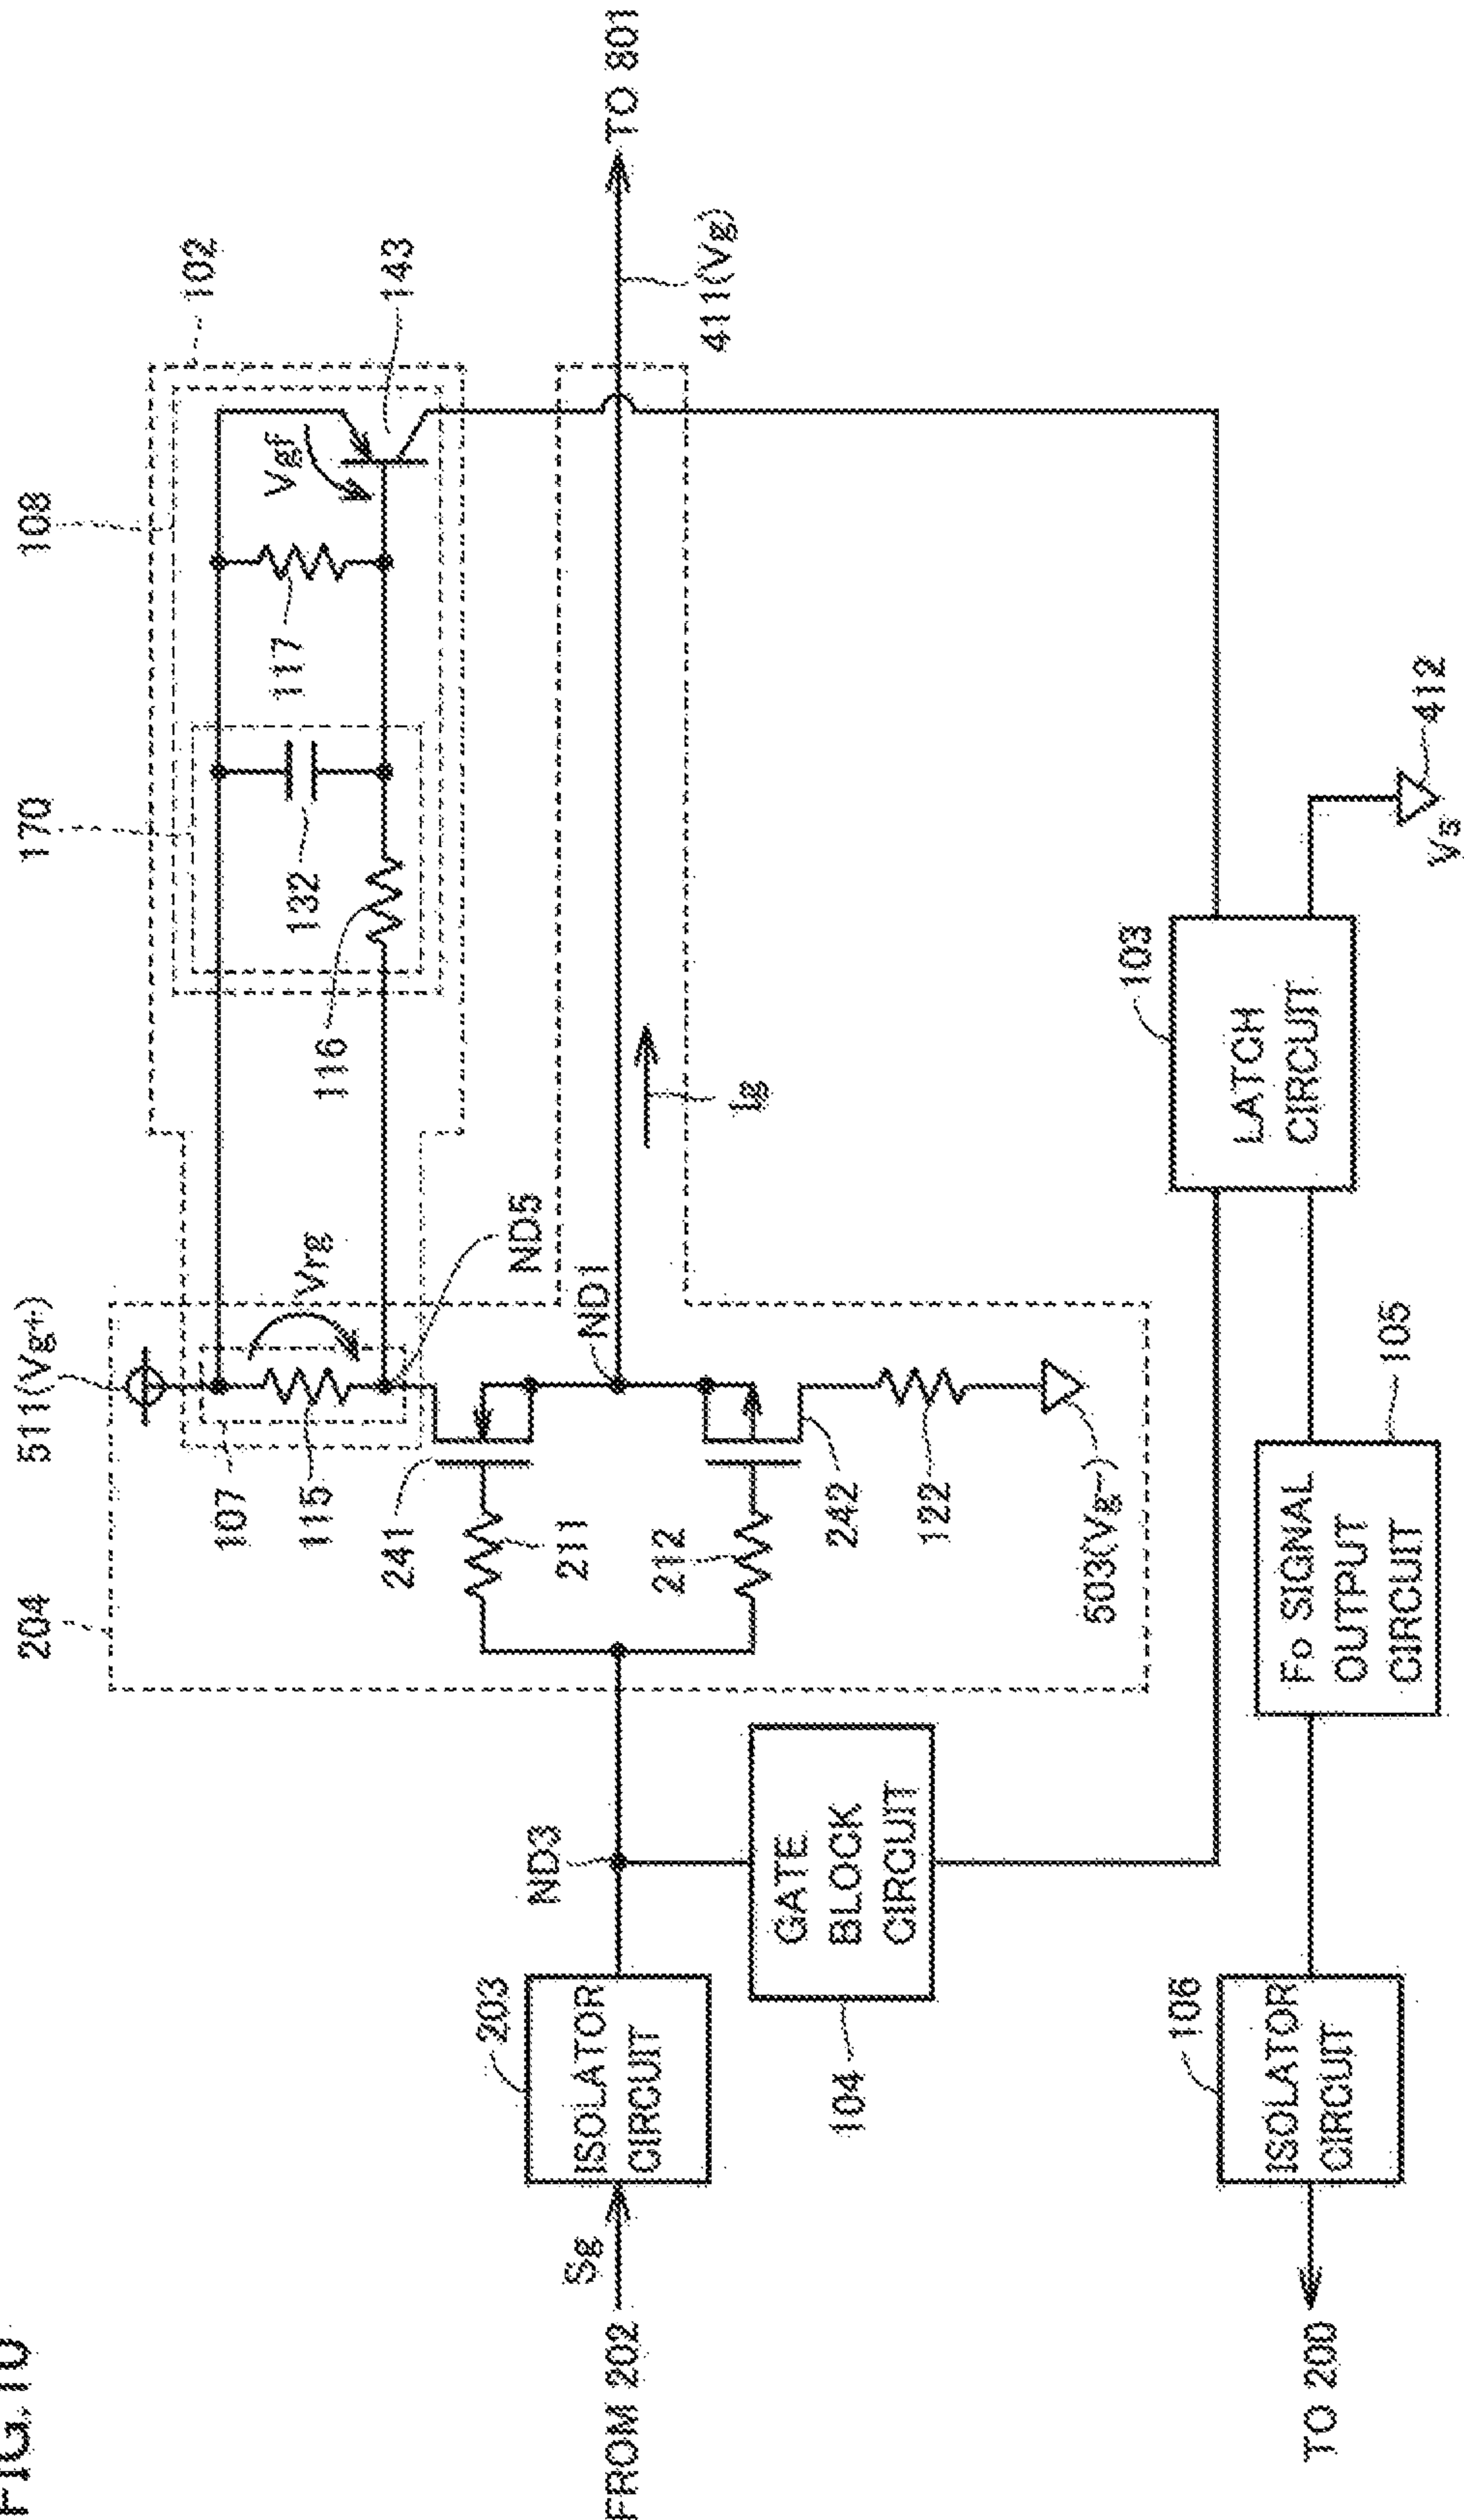 FIG.10
204
511(Vg+)
170
108
107
115
Vrg
116
132
117
Vgf
102
143
241
211
ND5
ND1
212
242
122
503(Vg-)
Ig
411(Vg)
TO 801
FROM 202
Sg
203
ISOLATOR
CIRCUIT
ND3
GATE
BLOCK
CIRCUIT
104
103
LATCH
CIRCUIT
Vs
412
105
Fo SIGNAL
OUTPUT
CIRCUIT
106
ISOLATOR
CIRCUIT
TO 200